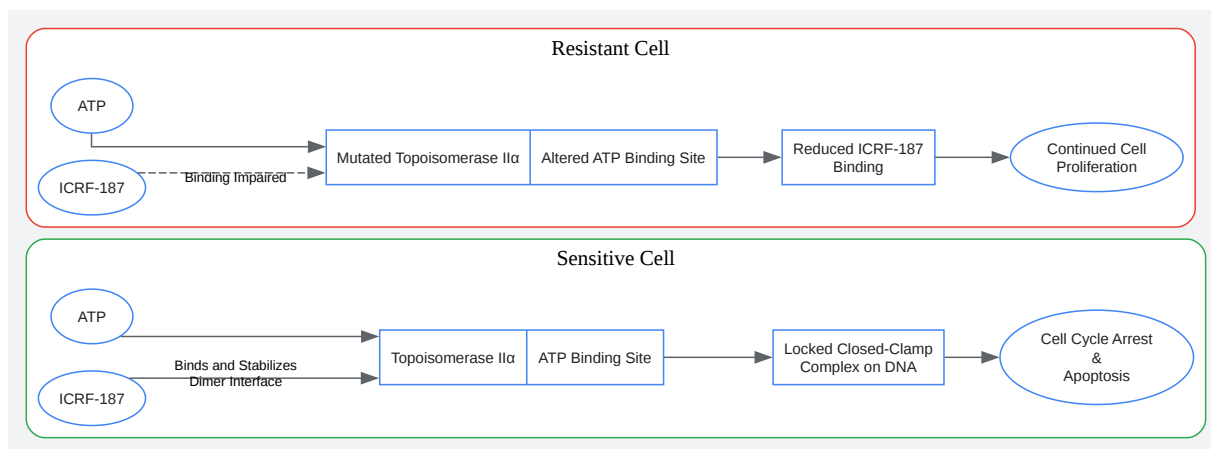 Resistant Cell
ATP
ICRF-187
Binding Impaired
Mutated Topoisomerase IIα
Altered ATP Binding Site
Reduced ICRF-187
Binding
Continued Cell
Proliferation
Sensitive Cell
ATP
ICRF-187
Binds and Stabilizes
Dimer Interface
Topoisomerase IIα
ATP Binding Site
Locked Closed-Clamp
Complex on DNA
Cell Cycle Arrest
&
Apoptosis